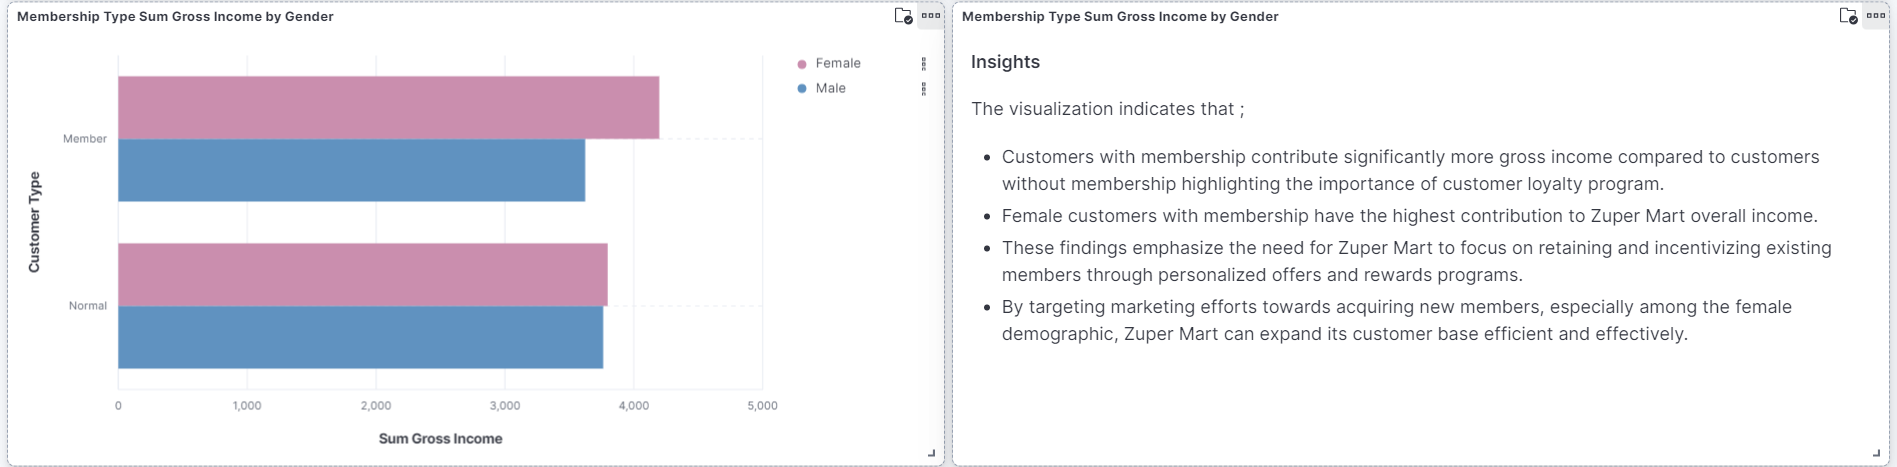 Membership Type Sum Gross Income by Gender
Female
Male
Customer Type
Member
Normal
0
1,000
2,000
3,000
4,000
5,000
Sum Gross Income
Membership Type Sum Gross Income by Gender
Insights
The visualization indicates that ;
• Customers with membership contribute significantly more gross income compared to customers
without membership highlighting the importance of customer loyalty program.
• Female customers with membership have the highest contribution to Zuper Mart overall income.
• These findings emphasize the need for Zuper Mart to focus on retaining and incentivizing existing
members through personalized offers and rewards programs.
• By targeting marketing efforts towards acquiring new members, especially among the female
demographic, Zuper Mart can expand its customer base efficient and effectively.